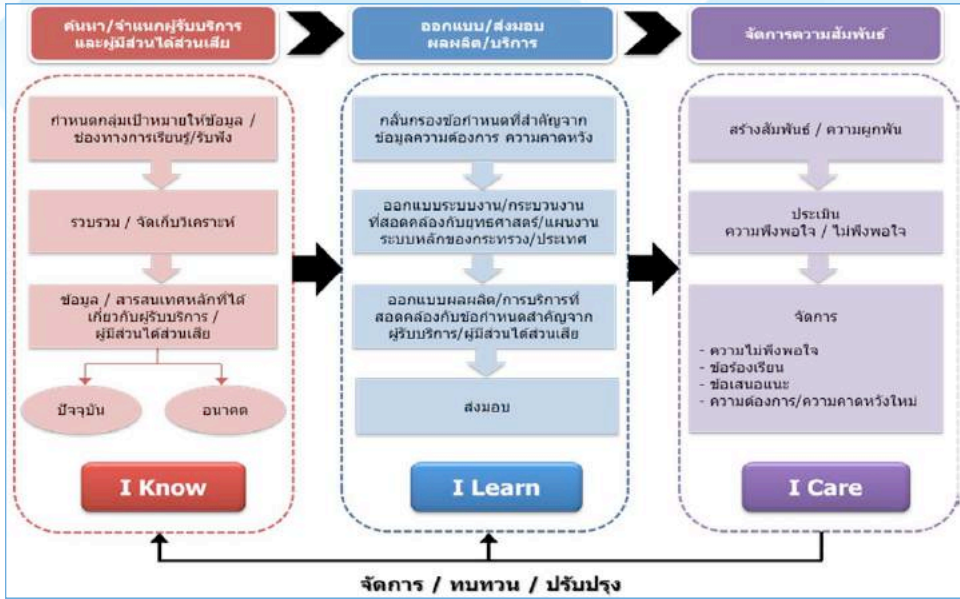 ค้นหา/จำแนกผู้รับบริการ
และผู้มีส่วนได้ส่วนเสีย
ออกแบบ/ส่งมอบ
ผลผลิต/บริการ
จัดการความสัมพันธ์
กำหนดกลุ่มเป้าหมายให้ข้อมูล /
ช่องทางการเรียนรู้/รับฟัง
รวบรวม / จัดเก็บวิเคราะห์
ข้อมูล / สารสนเทศหลักที่ได้
เกี่ยวกับผู้รับบริการ /
ผู้มีส่วนได้ส่วนเสีย
ปัจจุบัน
อนาคต
I Know
กลั่นกรองข้อกำหนดที่สำคัญจาก
ข้อมูลความต้องการ ความคาดหวัง
ออกแบบระบบงาน/กระบวนงาน
ที่สอดคล้องกับยุทธศาสตร์/แผนงาน
ระบบหลักของกระทรวง/ประเทศ
ออกแบบผลผลิต/การบริการที่
สอดคล้องกับข้อกำหนดสำคัญจาก
ผู้รับบริการ/ผู้มีส่วนได้ส่วนเสีย
ส่งมอบ
I Learn
สร้างสัมพันธ์ / ความผูกพัน
ประเมิน
ความพึงพอใจ / ไม่พึงพอใจ
จัดการ
- ความไม่พึงพอใจ
- ข้อร้องเรียน
- ข้อเสนอแนะ
- ความต้องการ/ความคาดหวังใหม่
I Care
จัดการ / ทบทวน / ปรับปรุง